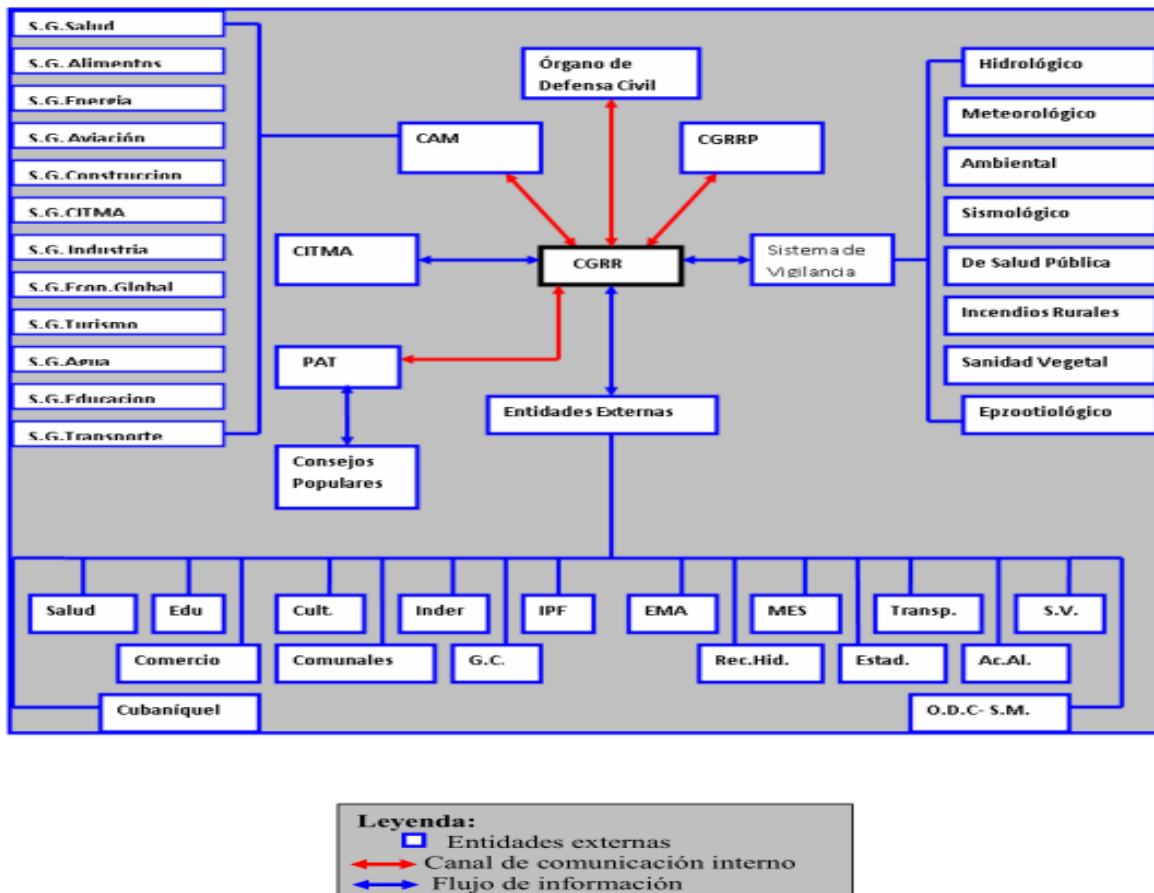 S.G.Salud
S.G. Alimentos
S.G.Energia
S.G. Aviación
S.G.Construccion
S.G.CITMA
S.G. Industria
S.G.Econ.Global
S.G.Turismo
S.G.Agua
S.G.Educacion
S.G.Transporte
Órgano de
Defensa Civil
CAM
CGRRP
CITMA
CGRR
Sistema de
Vigilancia
PAT
Entidades Externas
Consejos
Populares
Hidrológico
Meteorológico
Ambiental
Sismológico
De Salud Pública
Incendios Rurales
Sanidad Vegetal
Epzootiológico
Salud
Edu
Cult.
Inder
IPF
EMA
MES
Transp.
S.V.
Comercio
Comunales
G.C.
Rec.Hid.
Estad.
Ac.Al.
Cubaníquel
O.D.C- S.M.
Leyenda:
Entidades externas
Canal de comunicación interno
Flujo de información